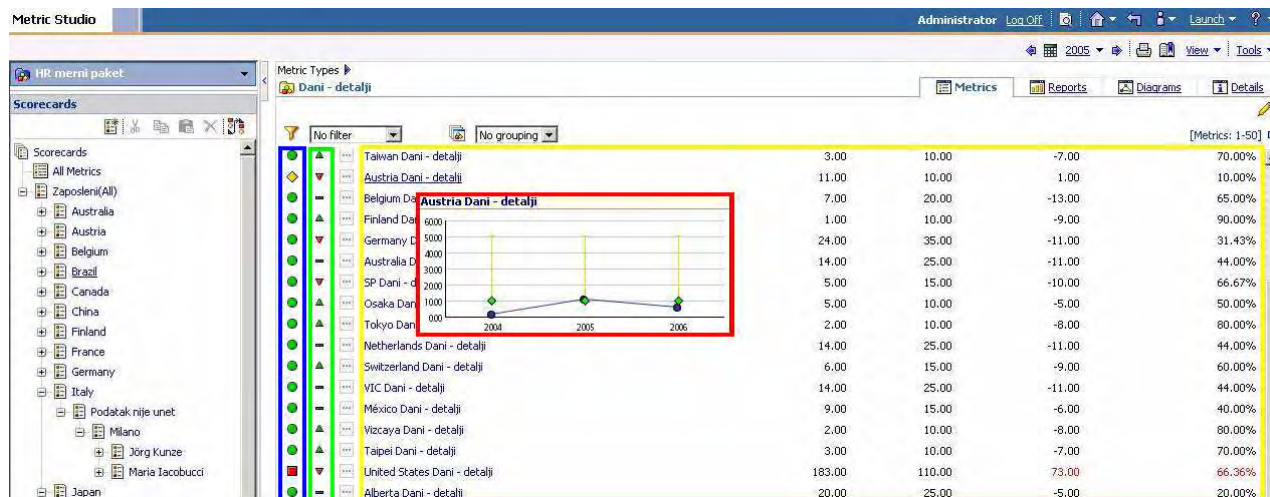 Metric Studio
Administrator Log Off Launch ?
2005 View Tools
HR merni paket
Metric Types
Dani - detalji
Metrics Reports Diagrams Details
Scorecards
No filter No grouping [Metrics: 1-50]
Scorecards
All Metrics
Zaposleni(All)
Australia
Austria
Belgium
Brazil
Canada
China
Finland
France
Germany
Italy
Podatak nije unet
Milano
Jörg Kunze
Maria Iacobucci
Japan
Taiwan Dani - detalji 3.00 10.00 -7.00 70.00%
Austria Dani - detalji 11.00 10.00 1.00 10.00%
Belgium Da 7.00 20.00 -13.00 65.00%
Finland Da 1.00 10.00 -9.00 90.00%
Germany D 24.00 35.00 -11.00 31.43%
Australia D 14.00 25.00 -11.00 44.00%
SP Dani - d 5.00 15.00 -10.00 66.67%
Osaka Dan 5.00 10.00 -5.00 50.00%
Tokyo Dan 2.00 10.00 -8.00 80.00%
Netherlands Dani - detalji 14.00 25.00 -11.00 44.00%
Switzerland Dani - detalji 6.00 15.00 -9.00 60.00%
VIC Dani - detalji 14.00 25.00 -11.00 44.00%
México Dani - detalji 9.00 15.00 -6.00 40.00%
Vizcaya Dani - detalji 2.00 10.00 -8.00 80.00%
Taipei Dani - detalji 3.00 10.00 -7.00 70.00%
United States Dani - detalji 183.00 110.00 73.00 66.36%
Alberta Dani - detalji 20.00 25.00 -5.00 20.00%
Austria Dani - detalji
6000
5000
4000
3000
2000
1000
000
2004 2005 2006